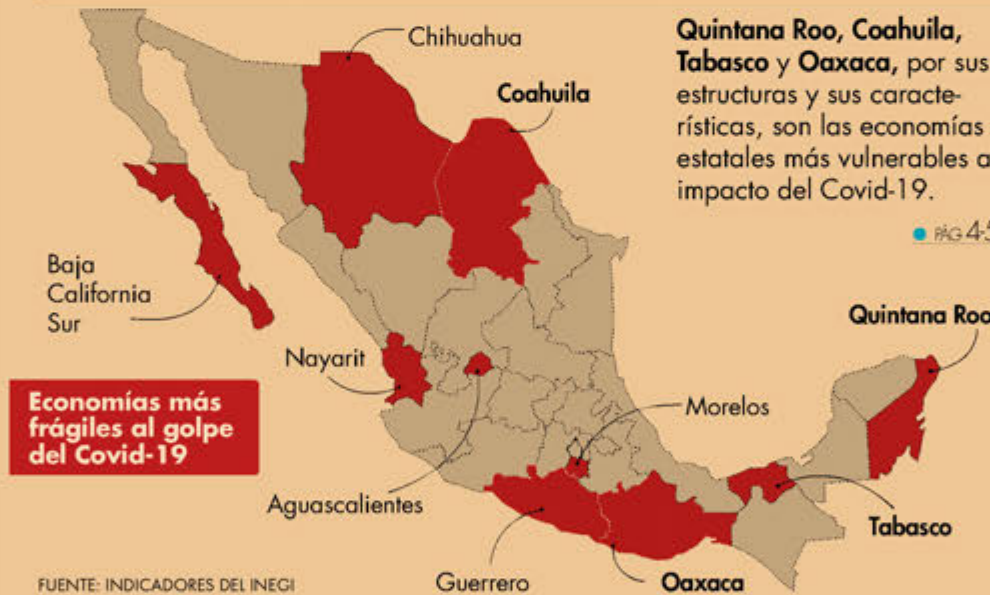 Quintana Roo, Coahuila,
Tabasco y Oaxaca, por sus
estructuras y sus caracte-
rísticas, son las economías
estatales más vulnerables a
impacto del Covid-19.
PÁG 4-5
Chihuahua
Coahuila
Baja
California
Sur
Nayarit
Quintana Roo
Economías más
frágiles al golpe
del Covid-19
Morelos
Aguascalientes
Tabasco
Guerrero
Oaxaca
FUENTE: INDICADORES DEL INEGI